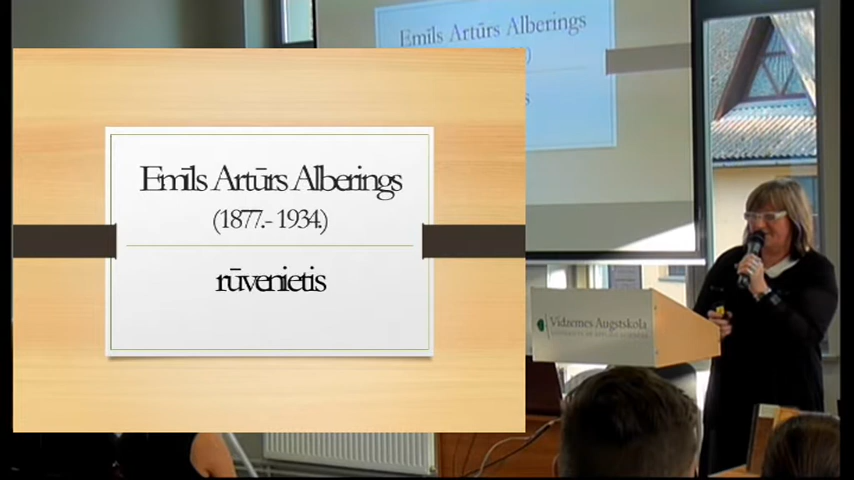 Emīls Artūrs Alberings
(1877.- 1934.)
rūvenietis
Emīls Artūrs Alberings
)
s
Vidzemes Augstskola